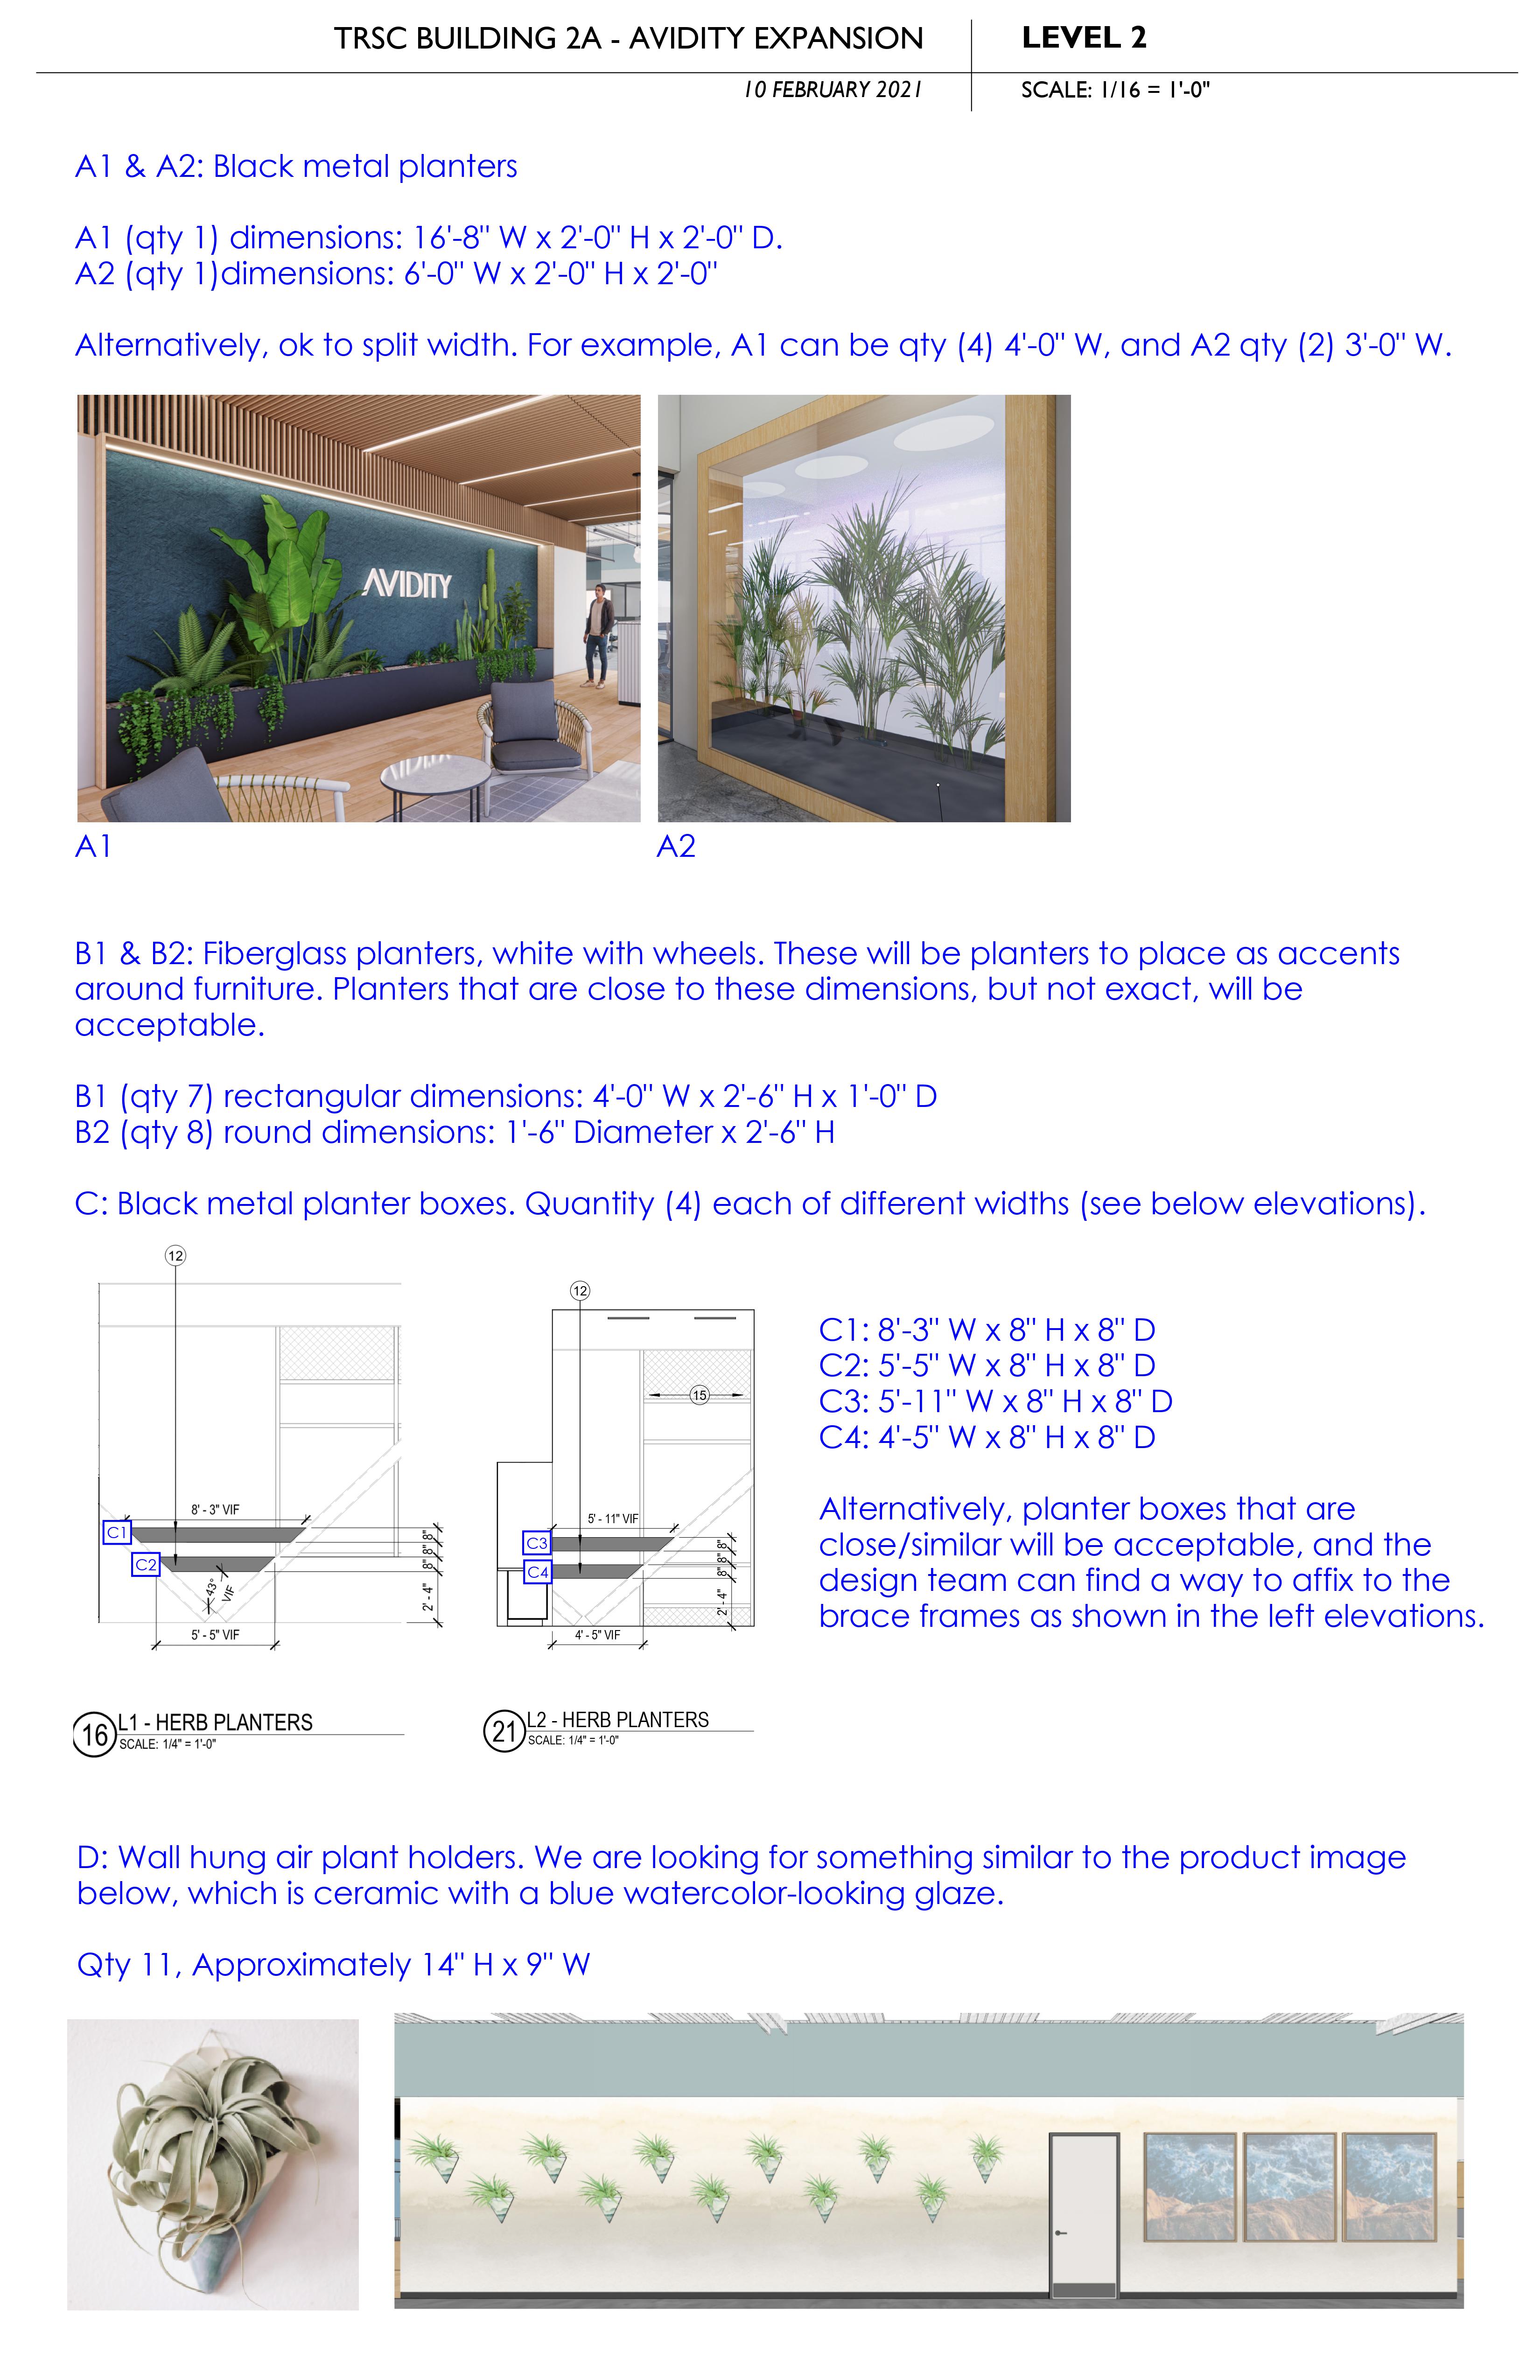 TRSC BUILDING 2A - AVIDITY EXPANSION
LEVEL 2
10 FEBRUARY 2021
SCALE: 1/16 = 1'-0"
A1 & A2: Black metal planters
A1 (qty 1) dimensions: 16'-8" W x 2'-0" H x 2'-0" D.
A2 (qty 1)dimensions: 6'-0" W x 2'-0" H x 2'-0"
Alternatively, ok to split width. For example, A1 can be qty (4) 4'-0" W, and A2 qty (2) 3'-0" W.
AVIDITY
A1
A2
B1 & B2: Fiberglass planters, white with wheels. These will be planters to place as accents
around furniture. Planters that are close to these dimensions, but not exact, will be
acceptable.
B1 (qty 7) rectangular dimensions: 4'-0" W x 2'-6" H x 1'-0" D
B2 (qty 8) round dimensions: 1'-6" Diameter x 2'-6" H
C: Black metal planter boxes. Quantity (4) each of different widths (see below elevations).
12
8' - 3" VIF
C1
C2
43°
VIF
8"
8"
8"
2' - 4"
5' - 5" VIF
16
L1 - HERB PLANTERS
SCALE: 1/4" = 1'-0"
12
15
5' - 11" VIF
C3
C4
8"
8"
8"
2' - 4"
4' - 5" VIF
21
L2 - HERB PLANTERS
SCALE: 1/4" = 1'-0"
C1: 8'-3" W x 8" H x 8" D
C2: 5'-5" W x 8" H x 8" D
C3: 5'-11" W x 8" H x 8" D
C4: 4'-5" W x 8" H x 8" D
Alternatively, planter boxes that are
close/similar will be acceptable, and the
design team can find a way to affix to the
brace frames as shown in the left elevations.
D: Wall hung air plant holders. We are looking for something similar to the product image
below, which is ceramic with a blue watercolor-looking glaze.
Qty 11, Approximately 14" H x 9" W